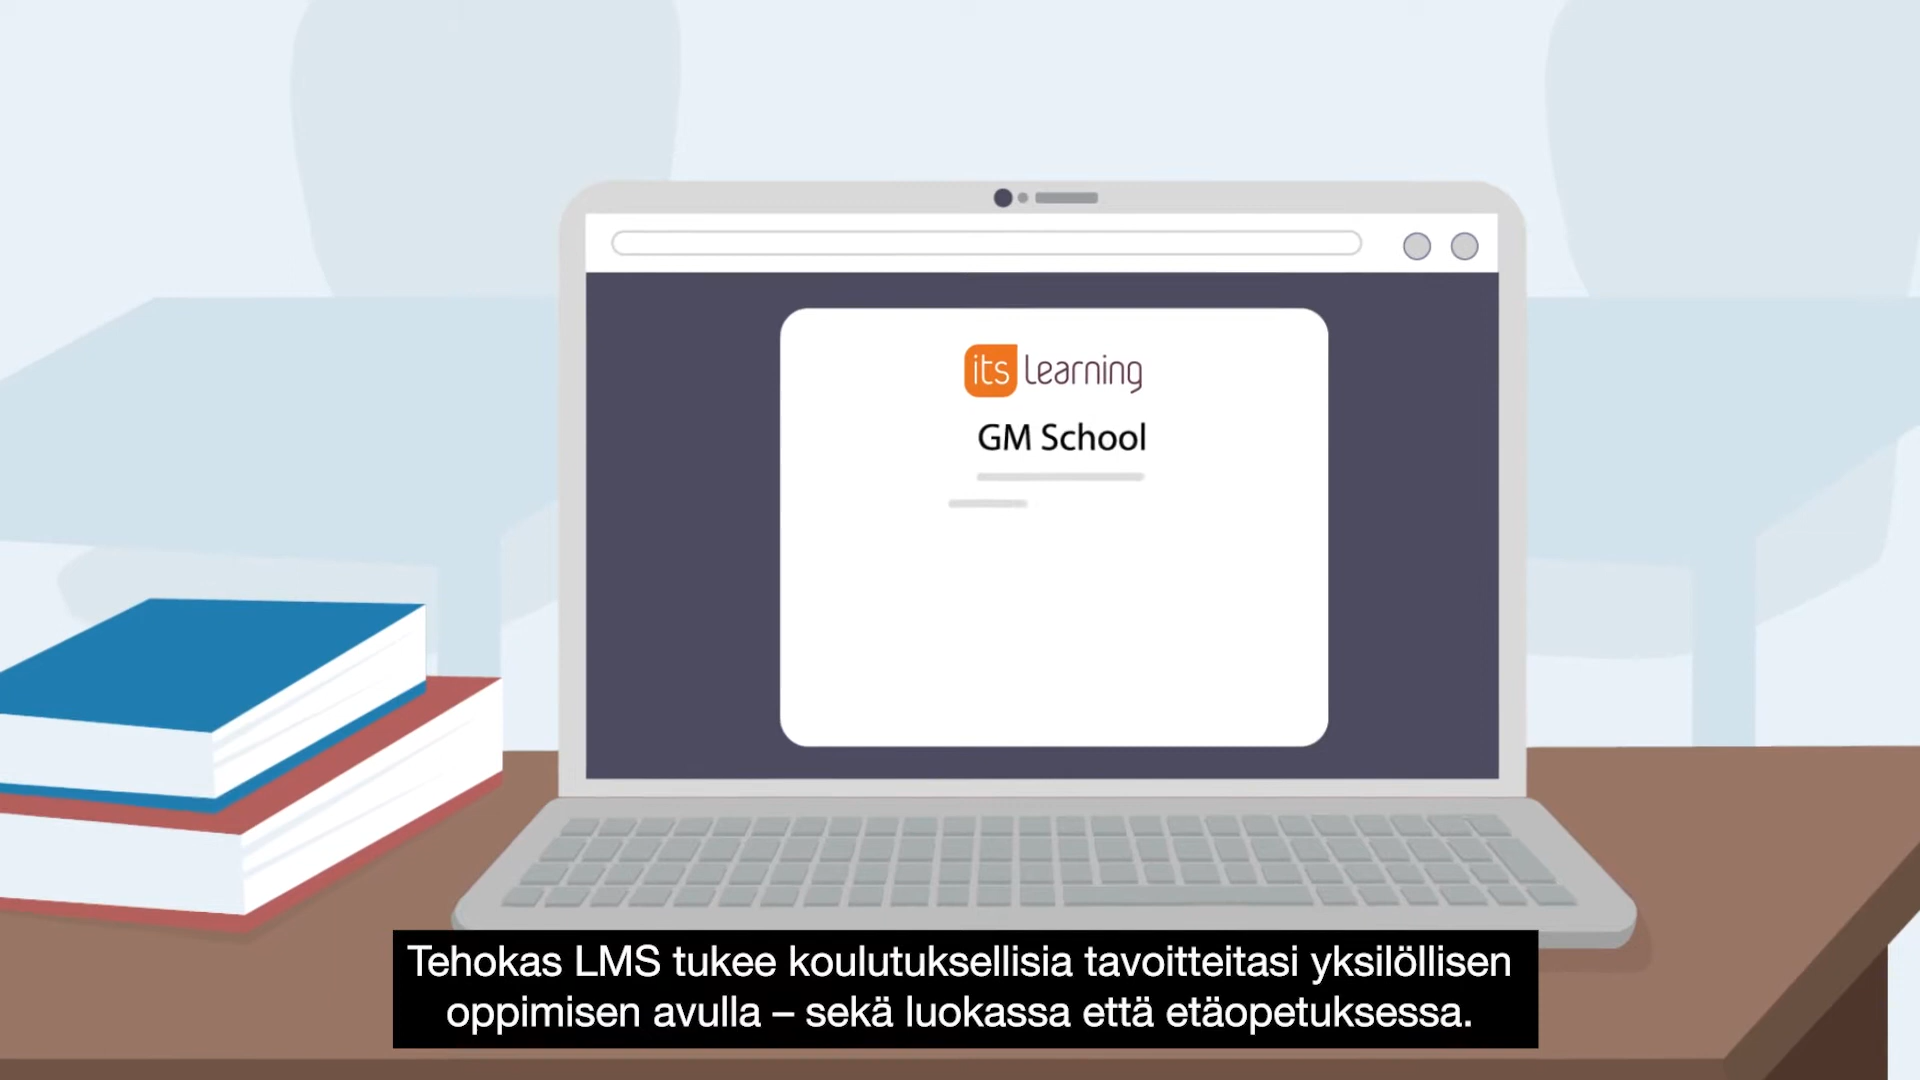 its learning
GM School
Tehokas LMS tukee koulutuksellisia tavoitteitasi yksilöllisen
oppimisen avulla – sekä luokassa että etäopetuksessa.